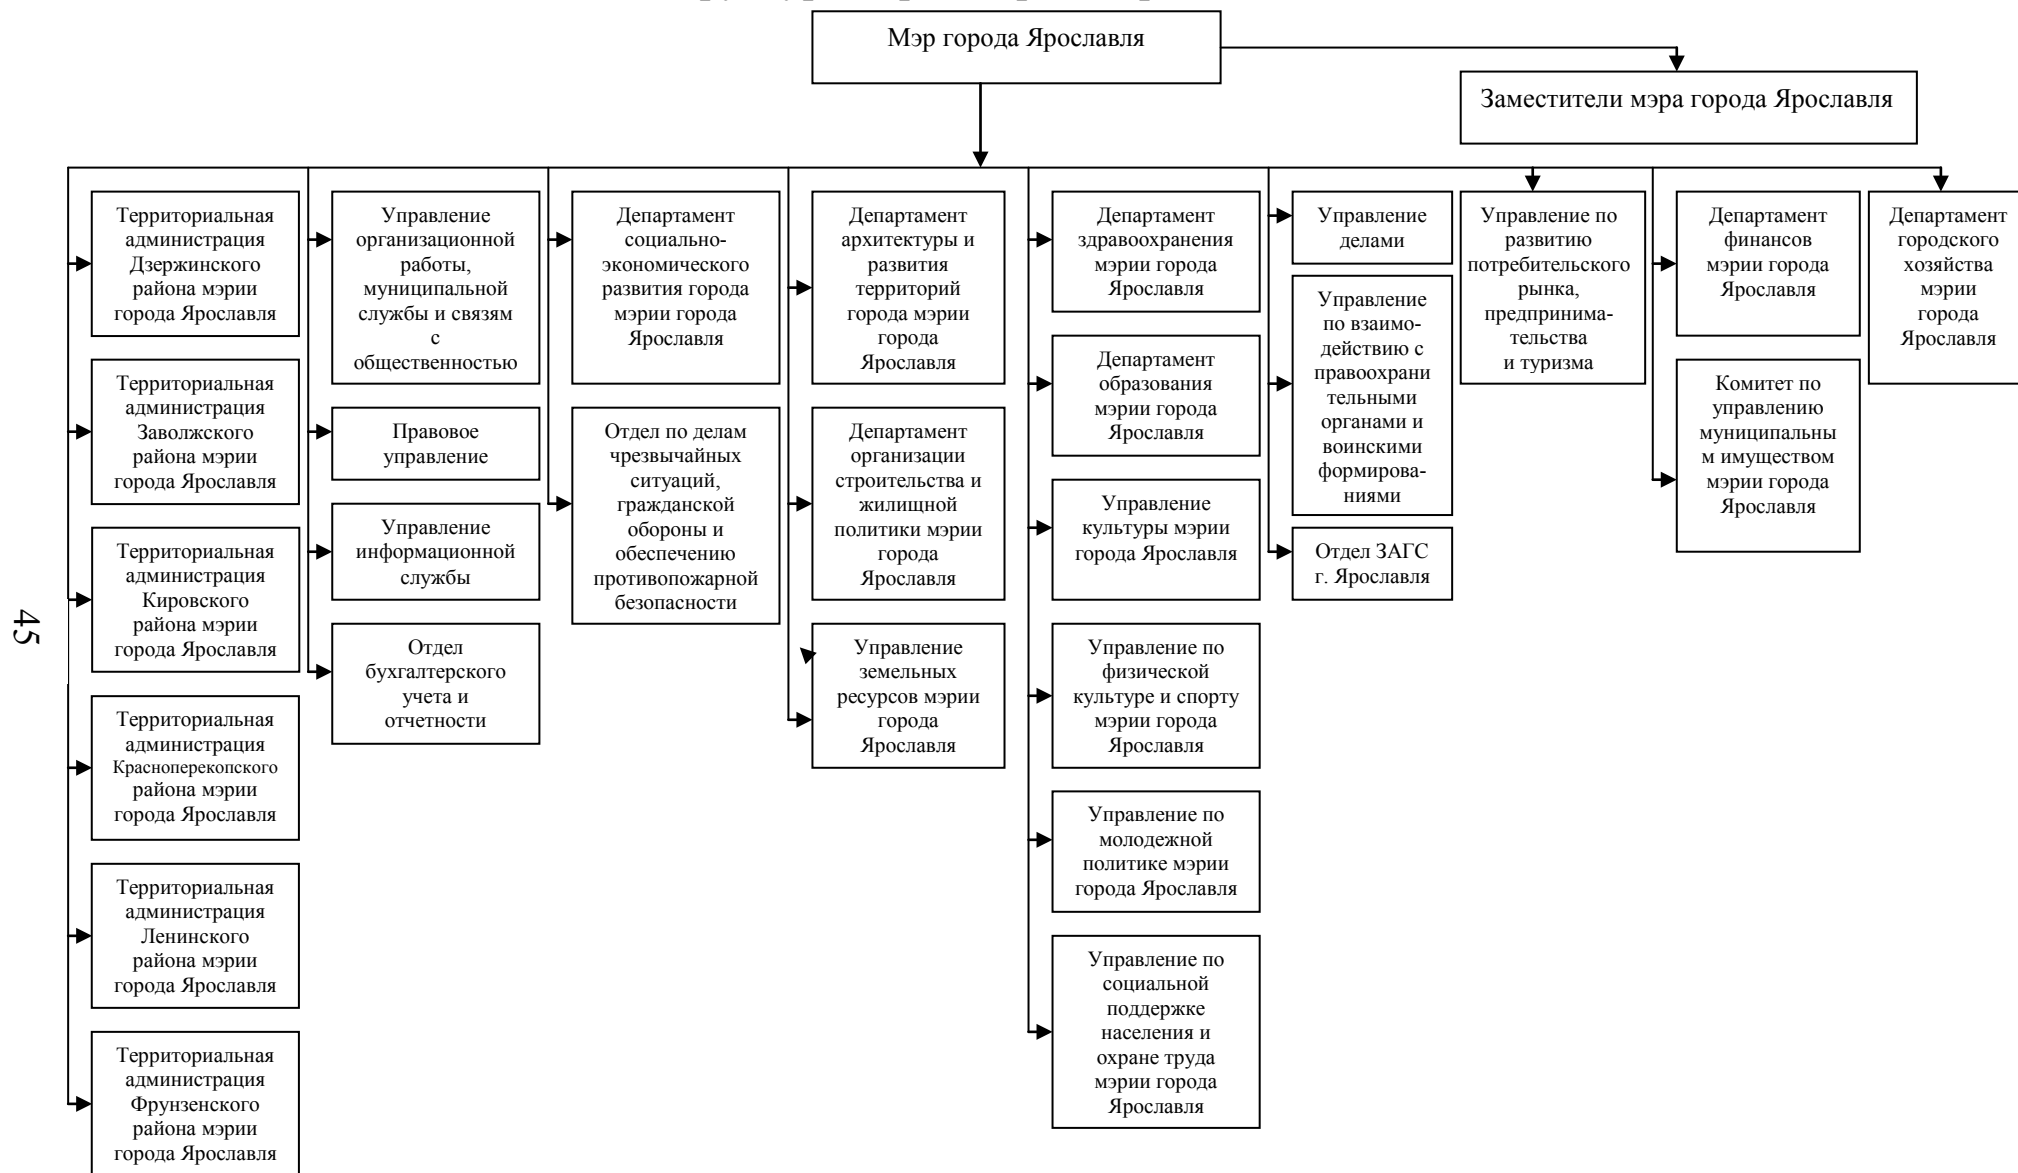 Мэр города Ярославля
Заместители мэра города Ярославля
Территориальная
администрация
Дзержинского
района мэрии
города Ярославля
Территориальная
администрация
Заволжского
района мэрии
города Ярославля
Территориальная
администрация
Кировского
района мэрии
города Ярославля
Территориальная
администрация
Красноперекопского
района мэрии
города Ярославля
Территориальная
администрация
Ленинского
района мэрии
города Ярославля
Территориальная
администрация
Фрунзенского
района мэрии
города Ярославля
Управление
организационной
работы,
муниципальной
службы и связям
с
общественностью
Правовое
управление
Управление
информационной
службы
Отдел
бухгалтерского
учета и
отчетности
Департамент
социально-
экономического
развития города
мэрии города
Ярославля
Отдел по делам
чрезвычайных
ситуаций,
гражданской
обороны и
обеспечению
противопожарной
безопасности
Департамент
архитектуры и
развития
территорий
города мэрии
города
Ярославля
Департамент
организации
строительства и
жилищной
политики мэрии
города
Ярославля
Управление
земельных
ресурсов мэрии
города
Ярославля
Департамент
здравоохранения
мэрии города
Ярославля
Департамент
образования
мэрии города
Ярославля
Управление
культуры мэрии
города Ярославля
Управление по
физической
культуре и спорту
мэрии города
Ярославля
Управление по
молодежной
политике мэрии
города Ярославля
Управление по
социальной
поддержке
населения и
охране труда
мэрии города
Ярославля
Управление
делами
Управление
по взаимо-
действию с
правоохрани
тельными
органами и
воинскими
формирова-
ниями
Отдел ЗАГС
г. Ярославля
Управление по
развитию
потребительского
рынка,
предпринима-
тельства
и туризма
Департамент
финансов
мэрии города
Ярославля
Комитет по
управлению
муниципальны
м имуществом
мэрии города
Ярославля
Департамент
городского
хозяйства
мэрии
города
Ярославля
45